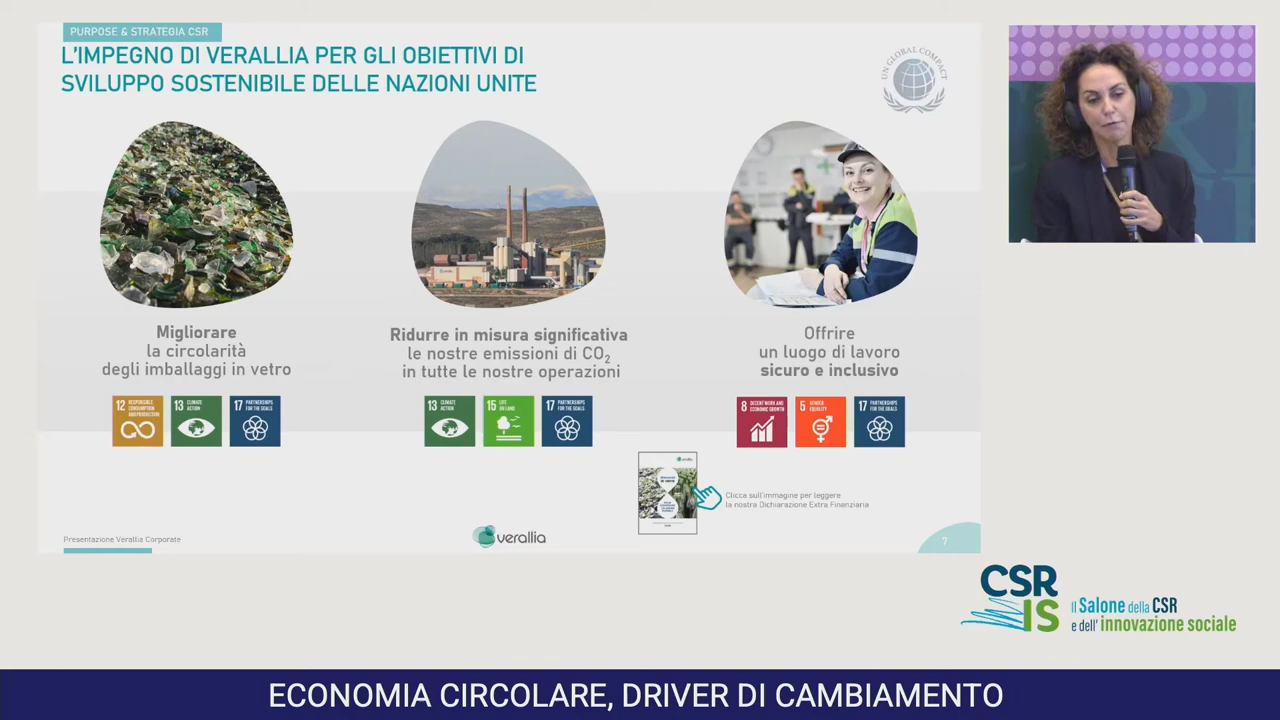 PURPOSE & STRATEGIA CSR
L'IMPEGNO DI VERALLIA PER GLI OBIETTIVI DI
SVILUPPO SOSTENIBILE DELLE NAZIONI UNITE
UN GLOBAL COMPACT
Migliorare
la circolarità
degli imballaggi in vetro
12 RESPONSIBLE
CONSUMPTION
AND PRODUCTION
13 CLIMATE
ACTION
17 PARTNERSHIPS
FOR THE GOALS
Ridurre in misura significativa
le nostre emissioni di CO₂
in tutte le nostre operazioni
13 CLIMATE
ACTION
15 LIFE
ON LAND
17 PARTNERSHIPS
FOR THE GOALS
Offrire
un luogo di lavoro
sicuro e inclusivo
8 DECENT WORK AND
ECONOMIC GROWTH
5 GENDER
EQUALITY
17 PARTNERSHIPS
FOR THE GOALS
Clicca sull'immagine per leggere
la nostra Dichiarazione Extra Finanziaria
Presentazione Verallia Corporate
verallia
7
CSR
IS
Il Salone della CSR
e dell' innovazione sociale
ECONOMIA CIRCOLARE, DRIVER DI CAMBIAMENTO